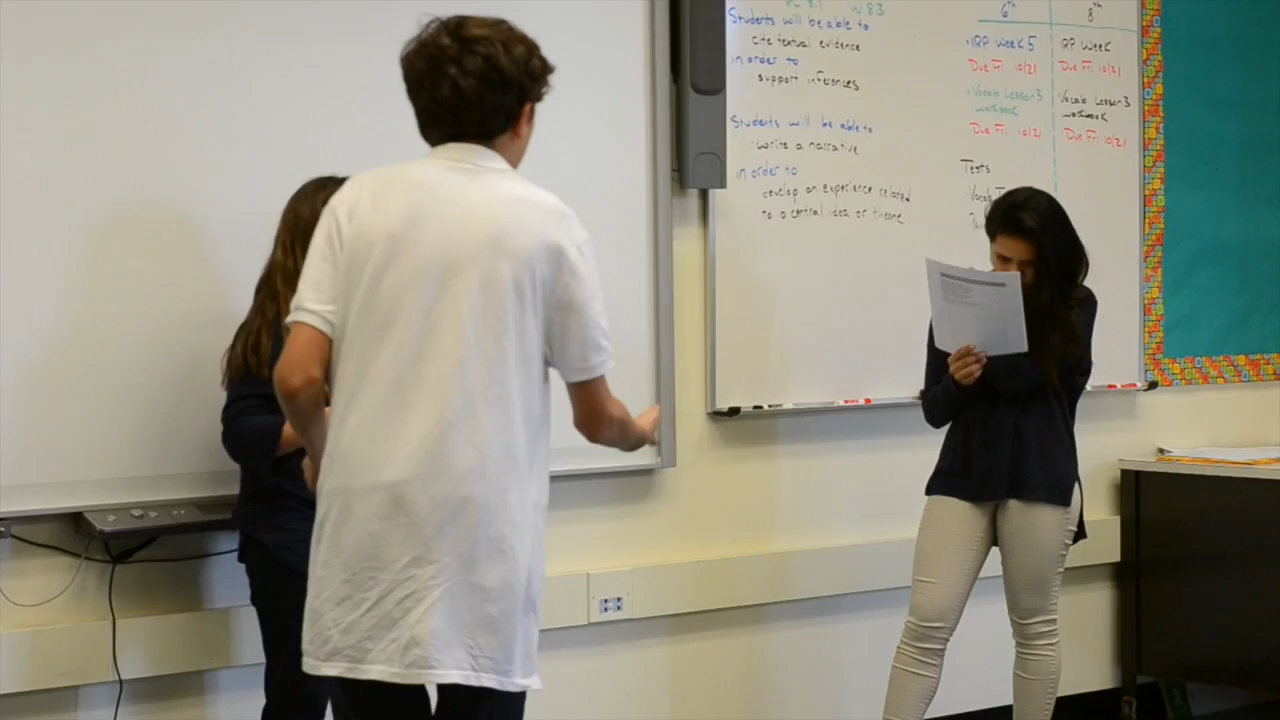 W 8.3
Students will be able to
cite textual evidence
in order to
support inferences
Students will be able to
write a narrative
in order to
develop an experience related
to a central idea or theme
6th
8th
IRP Week 5
IRP Week
Due Fri 10/21
Due Fri 10/21
Vocab Lesson 3
workbook
Vocab Lesson 3
workbook
Due Fri 10/21
Due Fri 10/21
Tests
Vocab